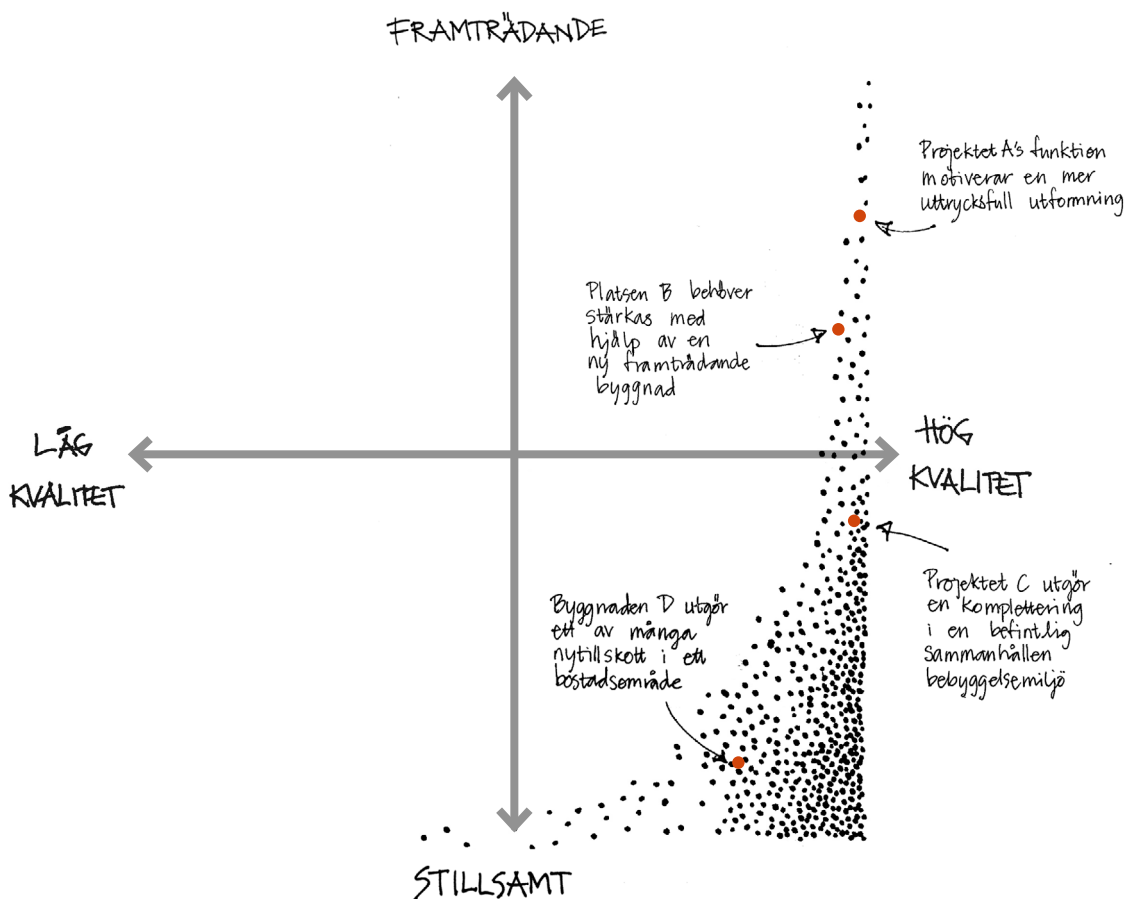 FRAMTRÄDANDE
Projektet A's funktion
motiverar en mer
uttrycksfull utformning
Platsen B behöver
stärkas med
hjälp av en
ny framträdande
byggnad
LÅG
KVALITET
HÖG
KVALITET
Byggnaden D utgör
ett av många
nytillskott i ett
bostadsområde
Projektet C utgör
en komplettering
i en befintlig
sammanhållen
bebyggelsemiljö
STILLSAMT